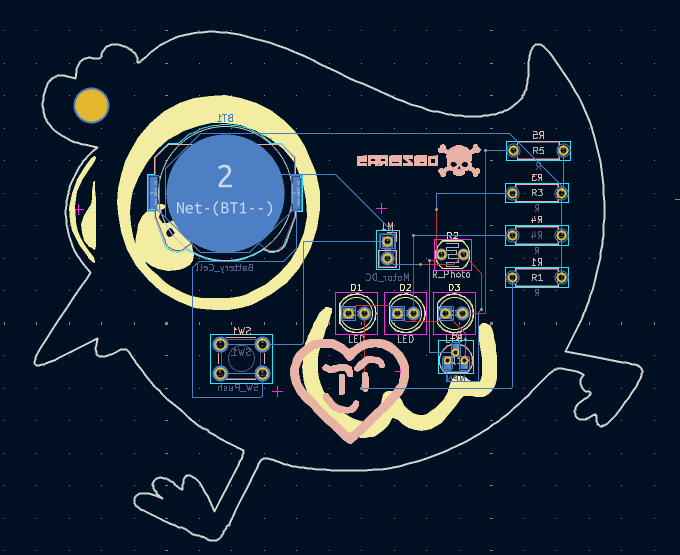 BT1
2
Net-(BT1--)
Battery_Cell
M1
Motor_DC
R2
R_Photo
R5
R5
R3
R3
R
R4
R4
R
R1
R1
R
D1
D2
D3
LED
LED
SW1
SW1
SW_Push